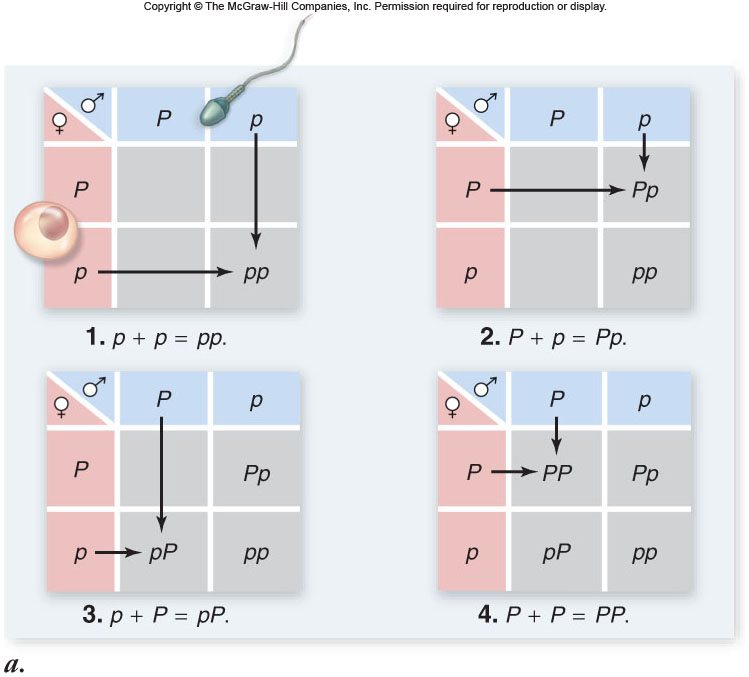 Copyright © The McGraw-Hill Companies, Inc. Permission required for reproduction or display.
♀ ♂ P p
P
p pp
1. p + p = pp.
♀ ♂ P p
P Pp
p pp
2. P + p = Pp.
♀ ♂ P p
P Pp
p pP pp
3. p + P = pP.
♀ ♂ P p
P PP Pp
p pP pp
4. P + P = PP.
a.